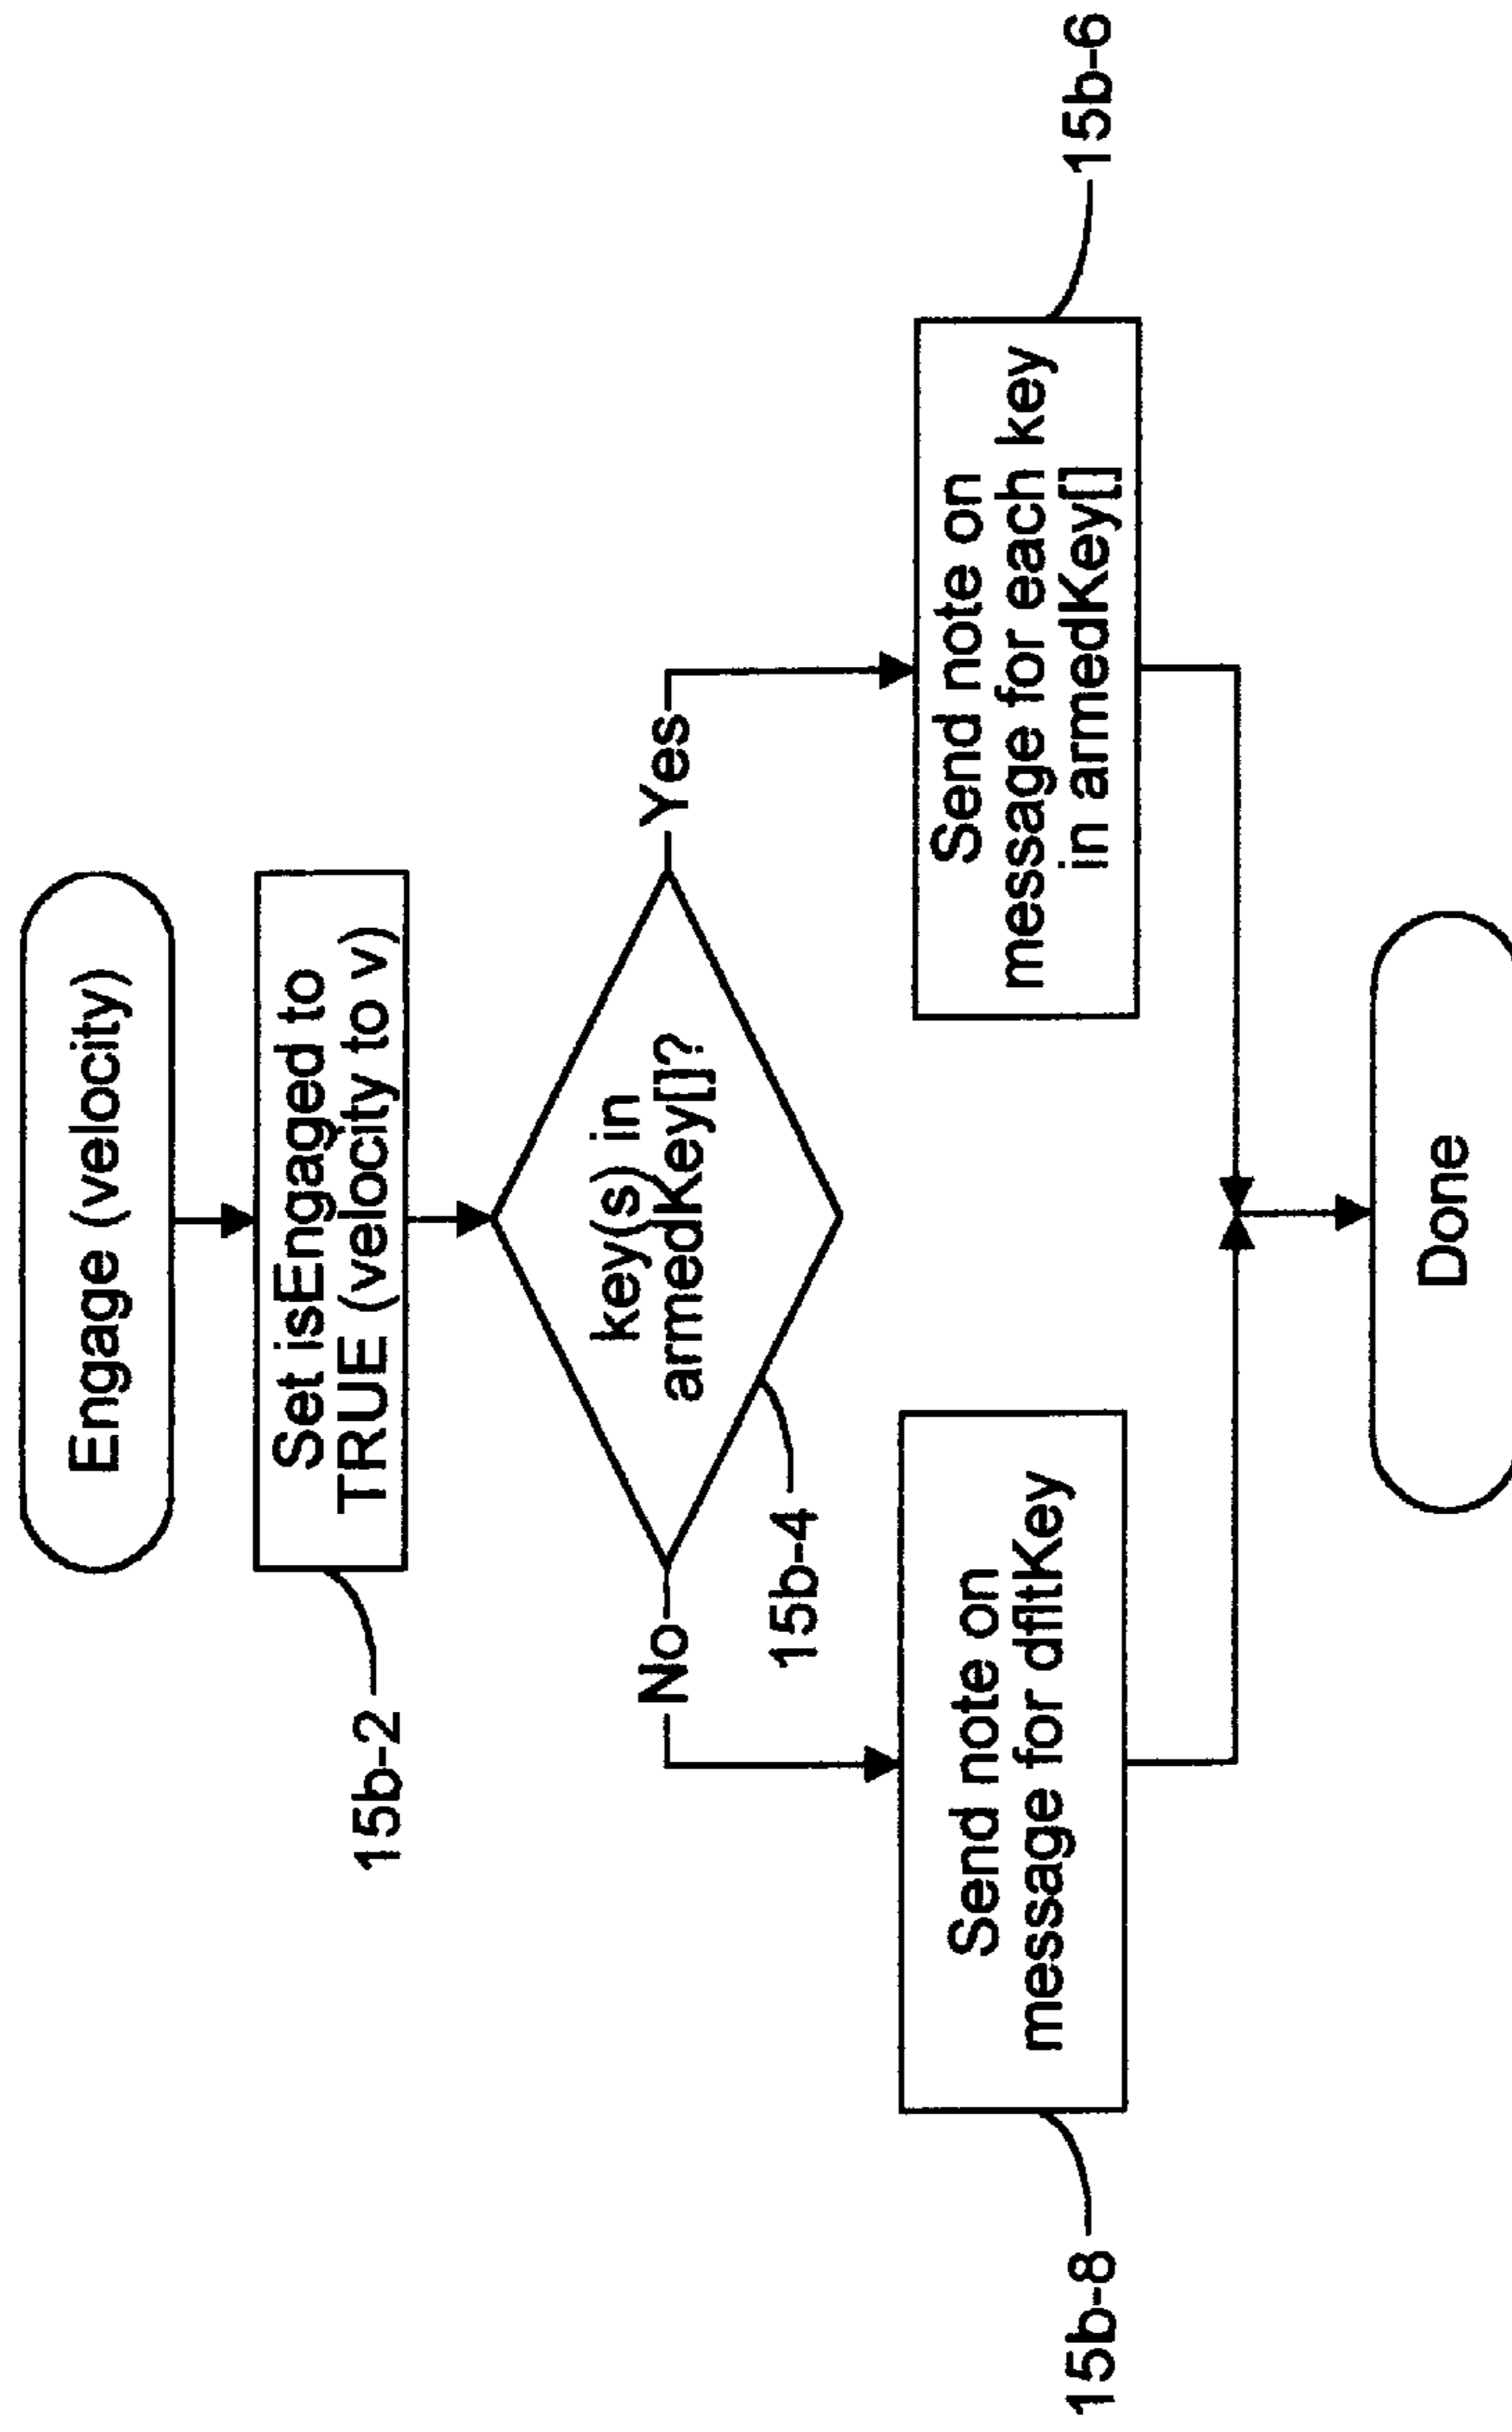 Engage (velocity)
Set isEngaged to
TRUE (velocity to v)
15b-2
key(s) in
armedKey[]?
No
Yes
15b-4
Send note on
message for dfltKey
Send note on
message for each key
in armedKey[]
15b-8
15b-6
Done